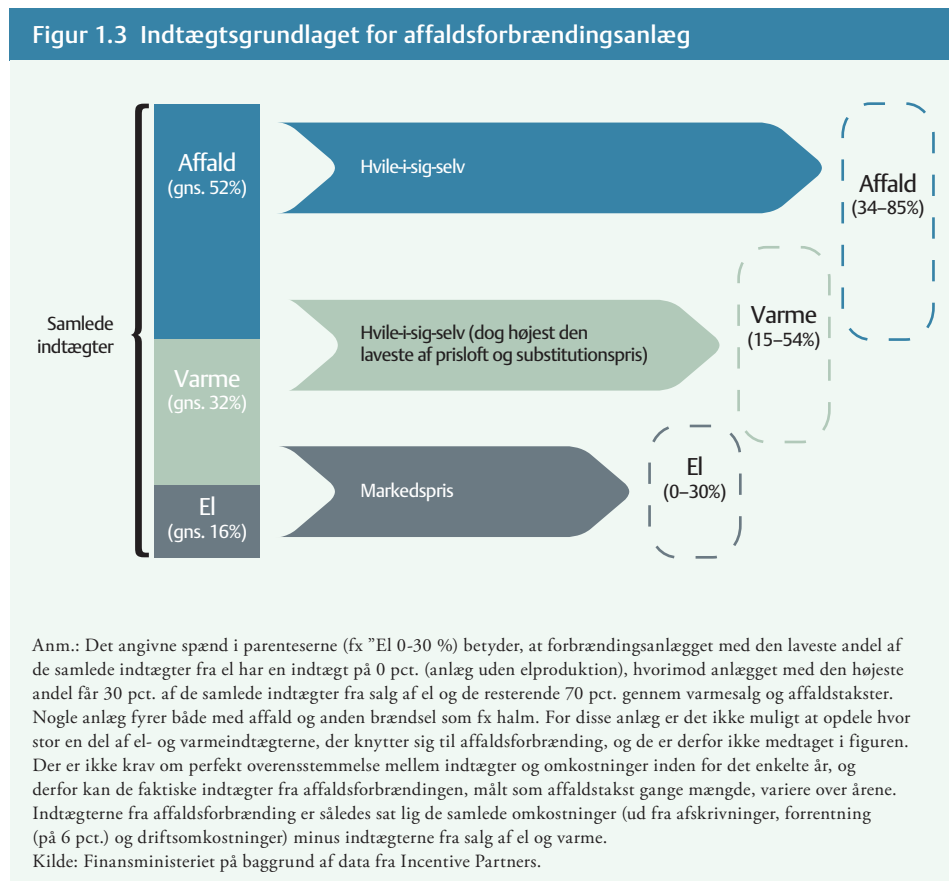 Figur 1.3 Indtægtsgrundlaget for affaldsforbrændingsanlæg
Samlede
indtægter
Affald
(gns. 52%)
Hvile-i-sig-selv
Affald
(34–85%)
Varme
(gns. 32%)
Hvile-i-sig-selv (dog højest den
laveste af prisloft og substitutionspris)
Varme
(15–54%)
El
(gns. 16%)
Markedspris
El
(0–30%)
Anm.: Det angivne spænd i parenteserne (fx ”El 0-30 %) betyder, at forbrændingsanlægget med den laveste andel af
de samlede indtægter fra el har en indtægt på 0 pct. (anlæg uden elproduktion), hvorimod anlægget med den højeste
andel får 30 pct. af de samlede indtægter fra salg af el og de resterende 70 pct. gennem varmesalg og affaldstakster.
Nogle anlæg fyrer både med affald og anden brændsel som fx halm. For disse anlæg er det ikke muligt at opdele hvor
stor en del af el- og varmeindtægterne, der knytter sig til affaldsforbrænding, og de er derfor ikke medtaget i figuren.
Der er ikke krav om perfekt overensstemmelse mellem indtægter og omkostninger inden for det enkelte år, og
derfor kan de faktiske indtægter fra affaldsforbrændingen, målt som affaldstakst gange mængde, variere over årene.
Indtægterne fra affaldsforbrænding er således sat lig de samlede omkostninger (ud fra afskrivninger, forrentning
(på 6 pct.) og driftsomkostninger) minus indtægterne fra salg af el og varme.
Kilde: Finansministeriet på baggrund af data fra Incentive Partners.